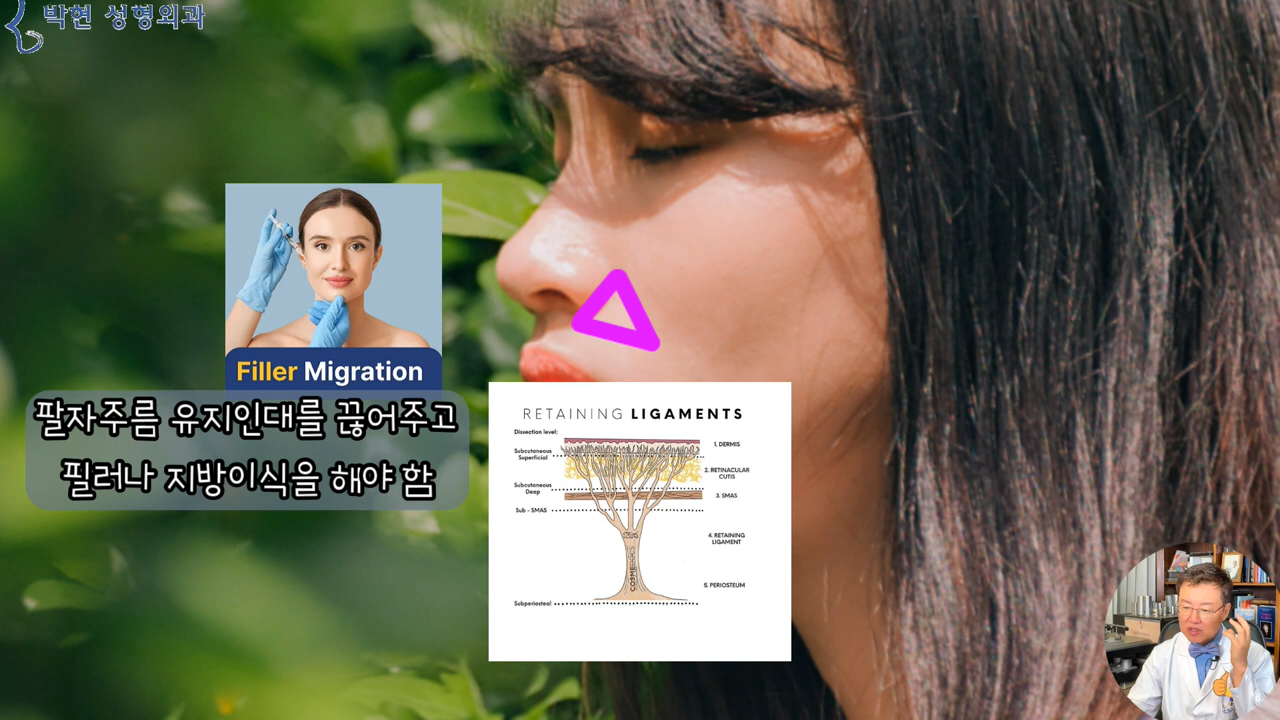 박현 성형외과
Filler Migration
팔자주름 유지인대를 끊어주고
필러나 지방이식을 해야 함
RETAINING LIGAMENTS
Dissection level:
Subcutaneous
Superficial
Subcutaneous
Deep
Sub - SMAS
Subperiosteal
1. DERMIS
2. RETINACULAR
CUTIS
3. SMAS
4. RETAINING
LIGAMENT
5. PERIOSTEUM